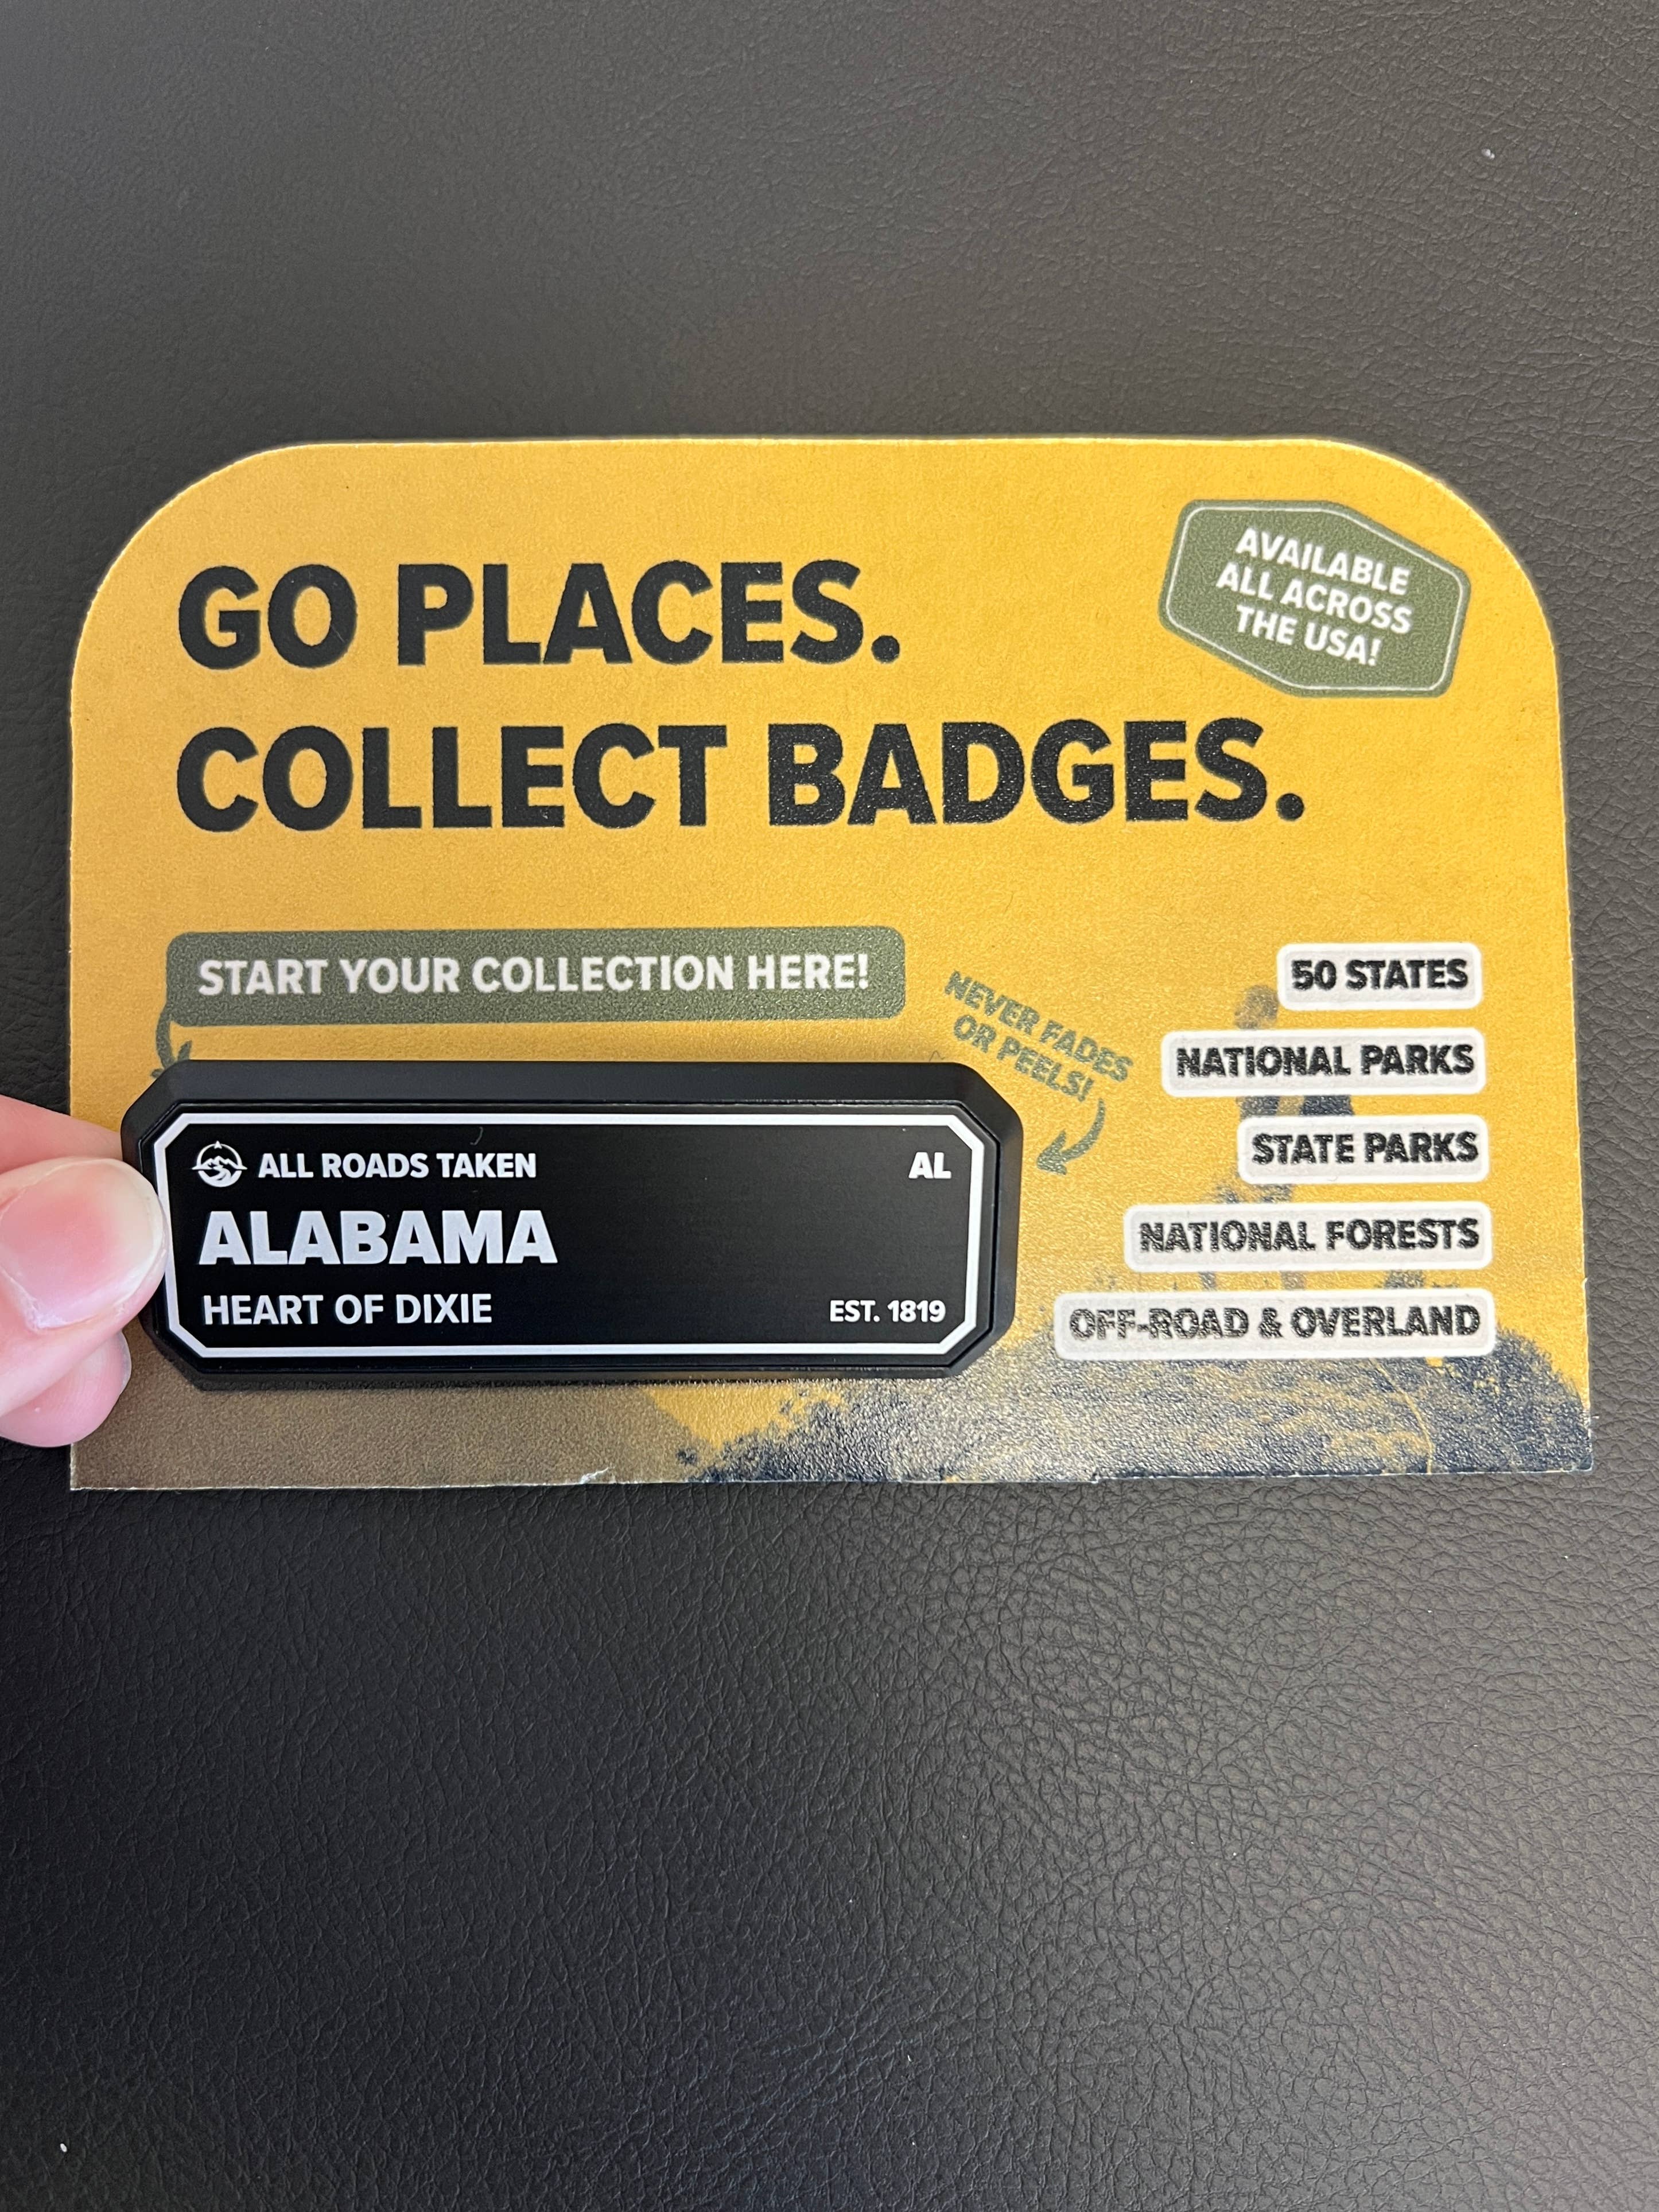 GO PLACES.
COLLECT BADGES.
AVAILABLE
ALL ACROSS
THE USA!
START YOUR COLLECTION HERE!
NEVER FADES
OR PEELS!
ALL ROADS TAKEN
AL
ALABAMA
HEART OF DIXIE
EST. 1819
50 STATES
NATIONAL PARKS
STATE PARKS
NATIONAL FORESTS
OFF-ROAD & OVERLAND